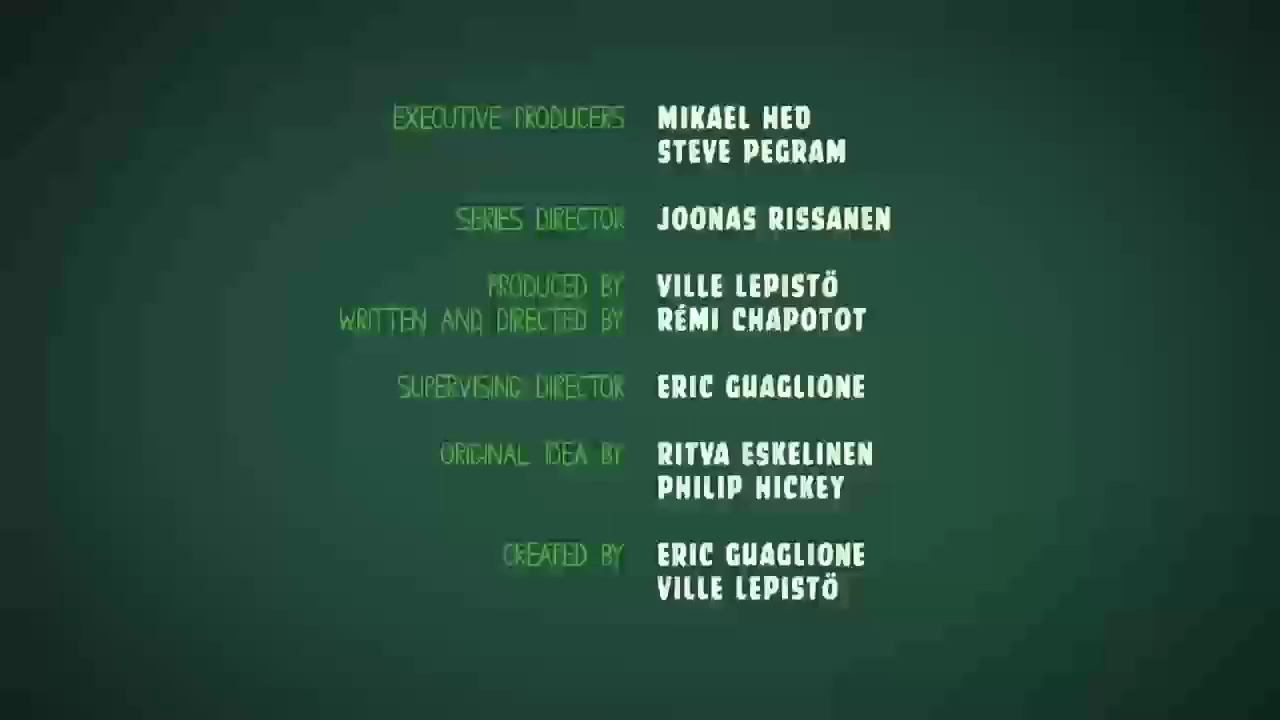 EXECUTIVE PRODUCERS MIKAEL HED
STEVE PEGRAM
SERIES DIRECTOR JOONAS RISSANEN
PRODUCED BY VILLE LEPISTÖ
WRITTEN AND DIRECTED BY RÉMI CHAPOTOT
SUPERVISING DIRECTOR ERIC GUAGLIONE
ORIGINAL IDEA BY RITVA ESKELINEN
PHILIP HICKEY
CREATED BY ERIC GUAGLIONE
VILLE LEPISTÖ